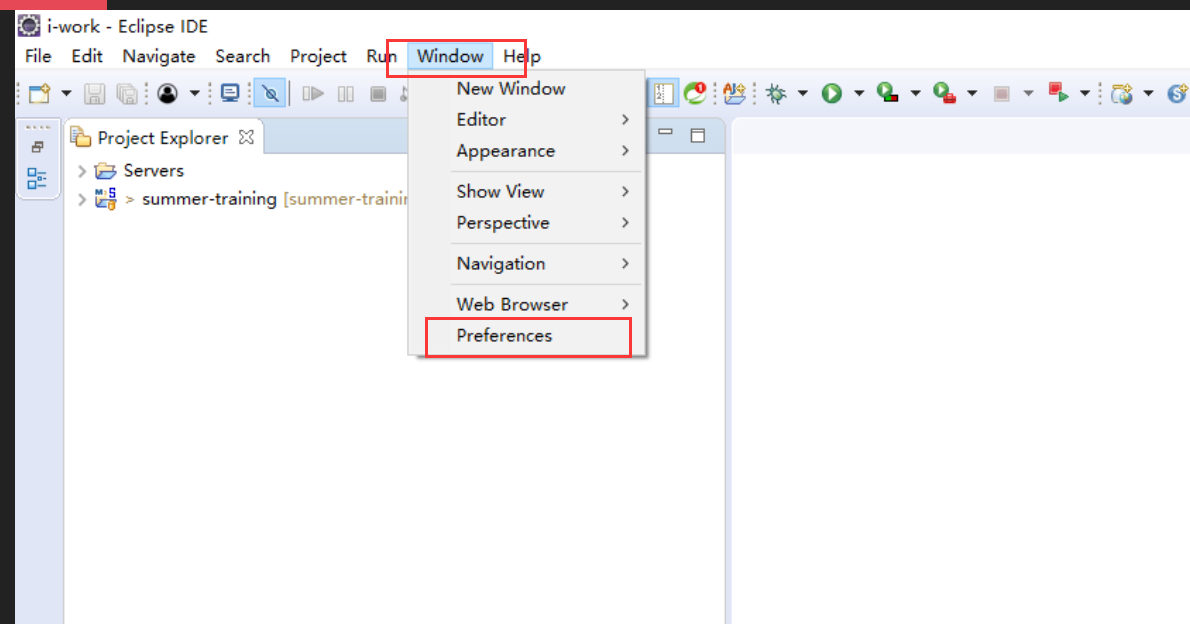 i-work - Eclipse IDE
File Edit Navigate Search Project Run Window Help
New Window
Project Explorer
Editor
Appearance
Servers
Show View
summer-training [summer-trainin
Perspective
Navigation
Web Browser
Preferences